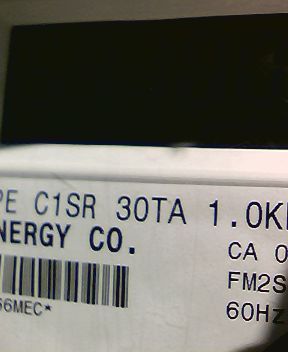 PE C1SR 30TA 1.0K
NERGY CO.
CA 0
FM2S
60Hz
66MEC*